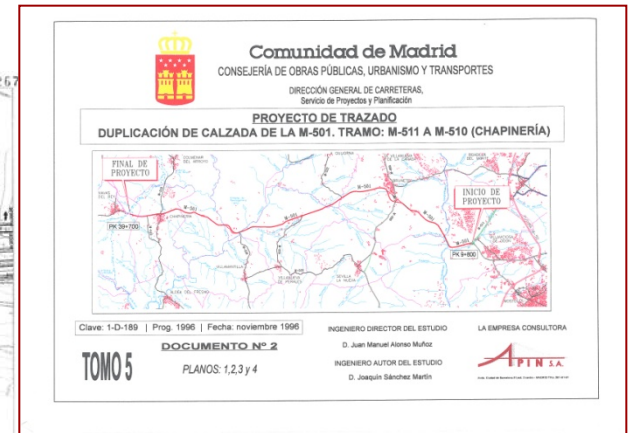 267
Comunidad de Madrid
CONSEJERÍA DE OBRAS PÚBLICAS, URBANISMO Y TRANSPORTES
DIRECCIÓN GENERAL DE CARRETERAS,
Servicio de Proyectos y Planificación
PROYECTO DE TRAZADO
DUPLICACIÓN DE CALZADA DE LA M-501. TRAMO: M-511 A M-510 (CHAPINERÍA)
FINAL DE
PROYECTO
INICIO DE
PROYECTO
PK 39+700
PK 9+800
CHAPINERIA
M-501
M-501
M-501
Clave: 1-D-189 | Prog. 1996 | Fecha: noviembre 1996
DOCUMENTO Nº 2
TOMO 5
PLANOS: 1,2,3 y 4
INGENIERO DIRECTOR DEL ESTUDIO
D. Juan Manuel Alonso Muñoz
INGENIERO AUTOR DEL ESTUDIO
D. Joaquín Sánchez Martín
LA EMPRESA CONSULTORA
APIN S.A.